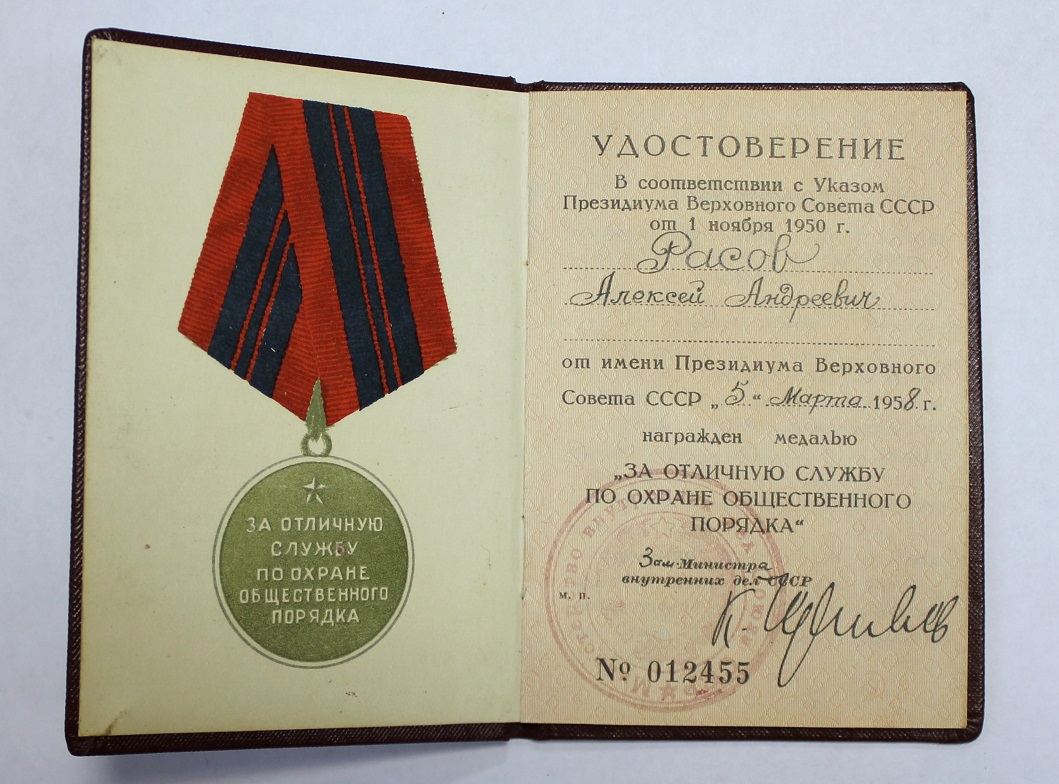 ЗА ОТЛИЧНУЮ
СЛУЖБУ
ПО ОХРАНЕ
ОБЩЕСТВЕННОГО
ПОРЯДКА
УДОСТОВЕРЕНИЕ
В соответствии с Указом
Президиума Верховного Совета СССР
от 1 ноября 1950 г.
Расов
Алексей Андреевич
от имени Президиума Верховного
Совета СССР „5“ Марта 1958 г.
награжден медалью
„ЗА ОТЛИЧНУЮ СЛУЖБУ
ПО ОХРАНЕ ОБЩЕСТВЕННОГО
ПОРЯДКА“
Зам. Министра
внутренних дел СССР
м. п.
№ 012455